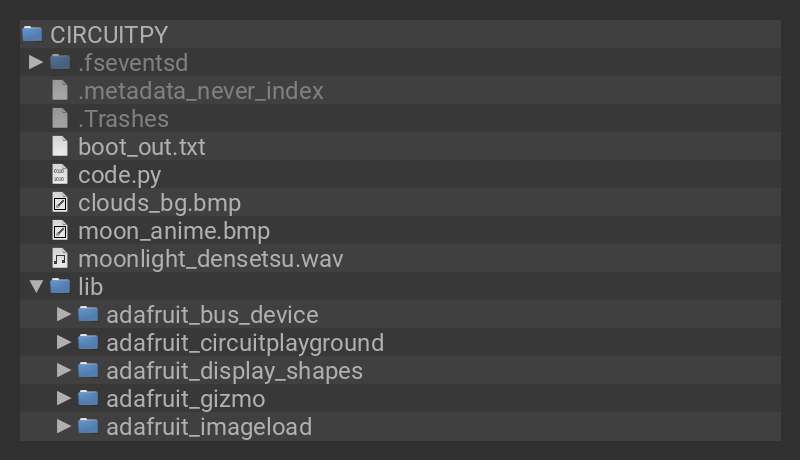 CIRCUITPY
.fseventsd
.metadata_never_index
.Trashes
boot_out.txt
code.py
clouds_bg.bmp
moon_anime.bmp
moonlight_densetsu.wav
lib
adafruit_bus_device
adafruit_circuitplayground
adafruit_display_shapes
adafruit_gizmo
adafruit_imageload